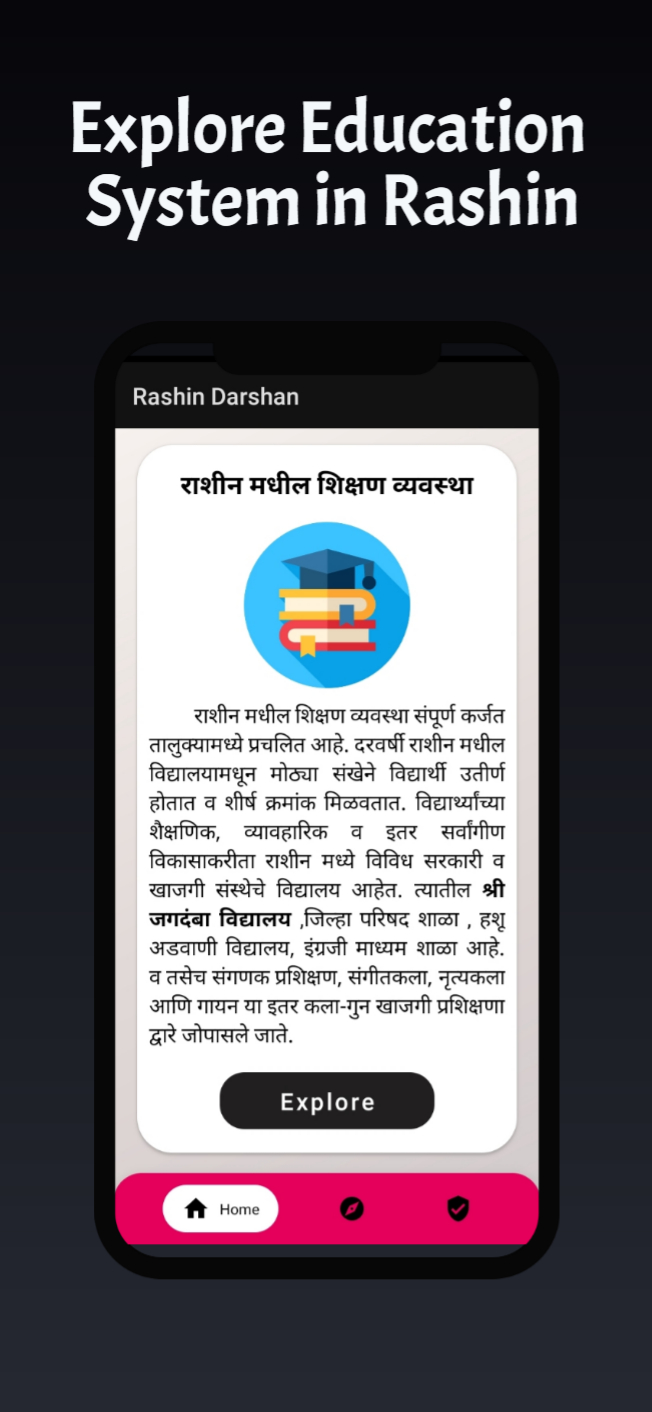 Explore Education
System in Rashin
Rashin Darshan
राशीन मधील शिक्षण व्यवस्था
राशीन मधील शिक्षण व्यवस्था संपूर्ण कर्जत
तालुक्यामध्ये प्रचलित आहे. दरवर्षी राशीन मधील
विद्यालयामधून मोठ्या संखेने विद्यार्थी उतीर्ण
होतात व शीर्ष क्रमांक मिळवतात. विद्यार्थ्यांच्या
शैक्षणिक, व्यावहारिक व इतर सर्वांगीण
विकासाकरीता राशीन मध्ये विविध सरकारी व
खाजगी संस्थेचे विद्यालय आहेत. त्यातील श्री
जगदंबा विद्यालय ,जिल्हा परिषद शाळा , हशू
अडवाणी विद्यालय, इंग्रजी माध्यम शाळा आहे.
व तसेच संगणक प्रशिक्षण, संगीतकला, नृत्यकला
आणि गायन या इतर कला-गुन खाजगी प्रशिक्षणा
द्वारे जोपासले जाते.
Explore
Home